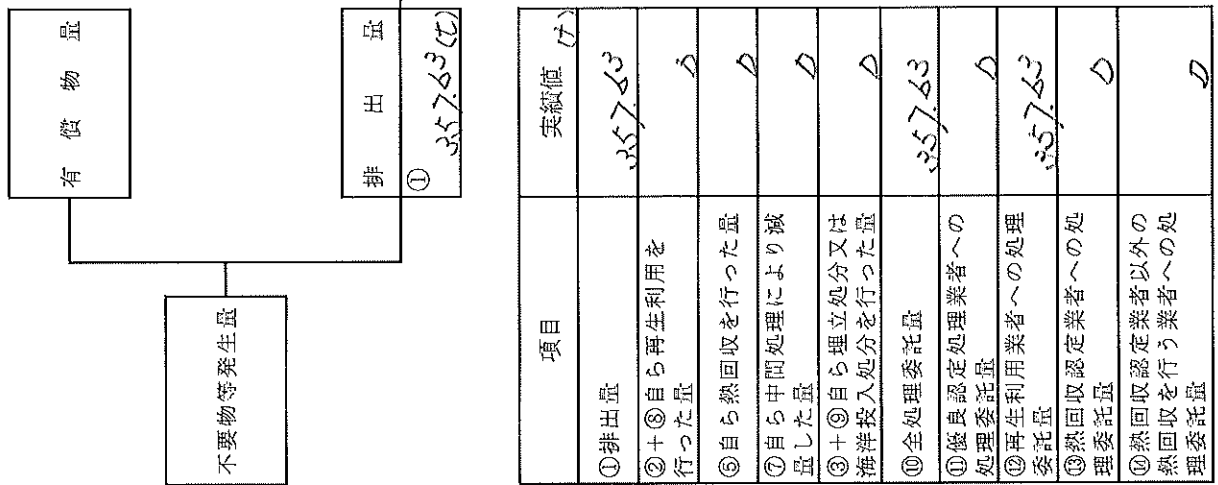 有償物量
不要物等発生量
排出量
①
357.63(t)
項目 実績値 (t)
①排出量 357.63
②+⑧自ら再生利用を
行った量 0
⑤自ら熱回収を行った量 0
⑦自ら中間処理により減
量した量 0
③+⑨自ら埋立処分又は
海洋投入処分を行った量 0
⑩全処理委託量 357.63
⑪優良認定処理業者への
処理委託量 0
⑫再生利用業者への処理
委託量 357.63
⑬熱回収認定業者への処
理委託量 0
⑭熱回収認定業者以外の
熱回収を行う業者への処
理委託量 0